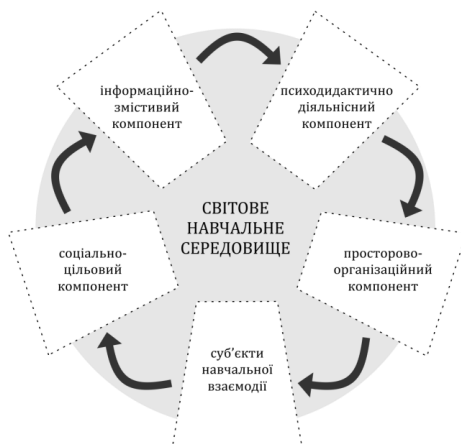 інформаційно-
змістивий
компонент
психодидактично
діяльнісний
компонент
СВІТОВЕ
НАВЧАЛЬНЕ
СЕРЕДОВИЩЕ
соціально-
цільовий
компонент
просторово-
організаційний
компонент
суб’єкти
навчальної
взаємодії